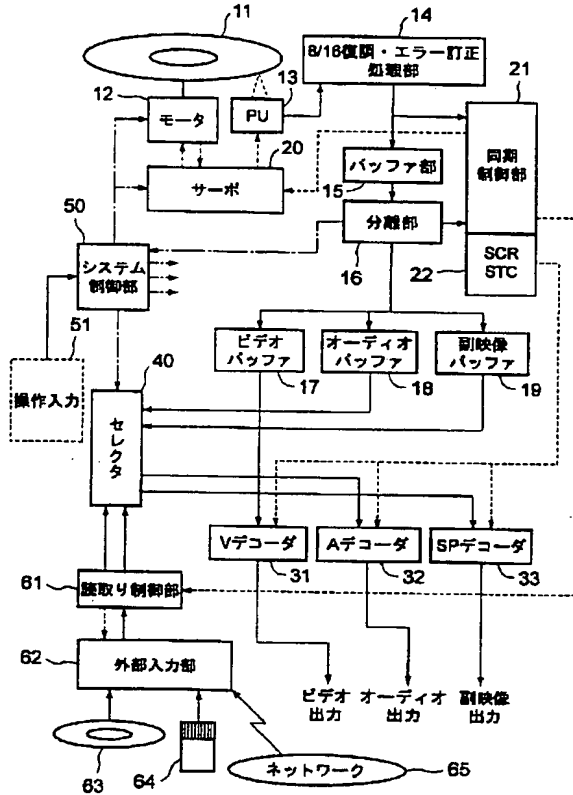 11
14
8/16復調・エラー訂正
処理部
21
12
モータ
13
PU
20
サーボ
バッファ部
15
同期
制御部
50
分離部
16
システム
制御部
22
SCR
STC
51
操作入力
ビデオ
バッファ
17
オーディオ
バッファ
18
副映像
バッファ
19
40
セレクタ
Vデコーダ
31
Aデコーダ
32
SPデコーダ
33
61
読取り制御部
62
外部入力部
ビデオ
出力
オーディオ
出力
副映像
出力
63
64
ネットワーク
65